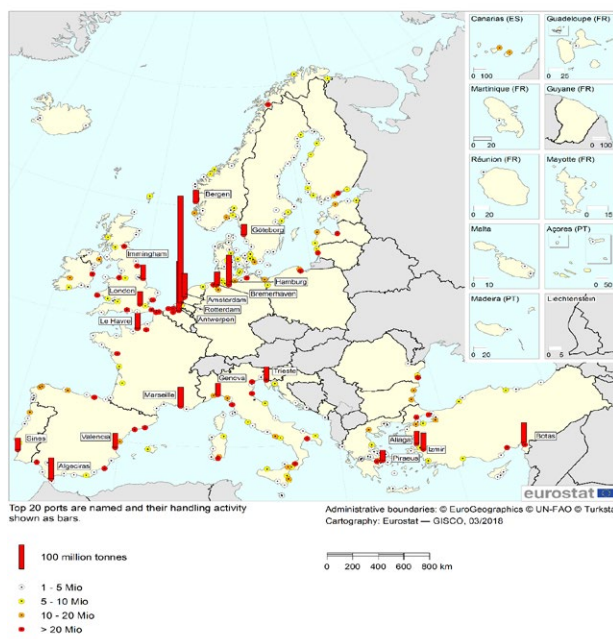 Canarias (ES)
0 100
Guadeloupe (FR)
0 25
Martinique (FR)
0 20
Guyane (FR)
0 100
Réunion (FR)
0 20
Mayotte (FR)
0 15
Malta
0 10
Açores (PT)
0 50
Madeira (PT)
0 20
Liechtenstein
0 5
Bergen
Göteborg
Immingham
London
Hamburg
Bremerhaven
Amsterdam
Rotterdam
Antwerpen
Le Havre
Trieste
Genova
Marseille
Sines
Valencia
Algeciras
Aliaga
Izmir
Piraeus
Botas
eurostat
Top 20 ports are named and their handling activity
shown as bars.
Administrative boundaries: © EuroGeographics © UN-FAO © Turksta
Cartography: Eurostat — GISCO, 03/2018
100 million tonnes
0 200 400 600 800 km
1 - 5 Mio
5 - 10 Mio
10 - 20 Mio
> 20 Mio